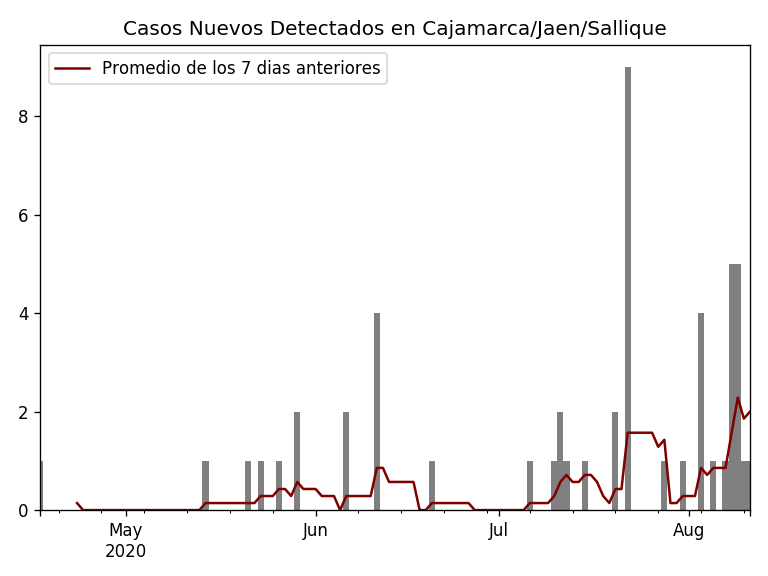 Casos Nuevos Detectados en Cajamarca/Jaen/Sallique
Promedio de los 7 dias anteriores
8
6
4
2
0
May Jun Jul Aug
2020